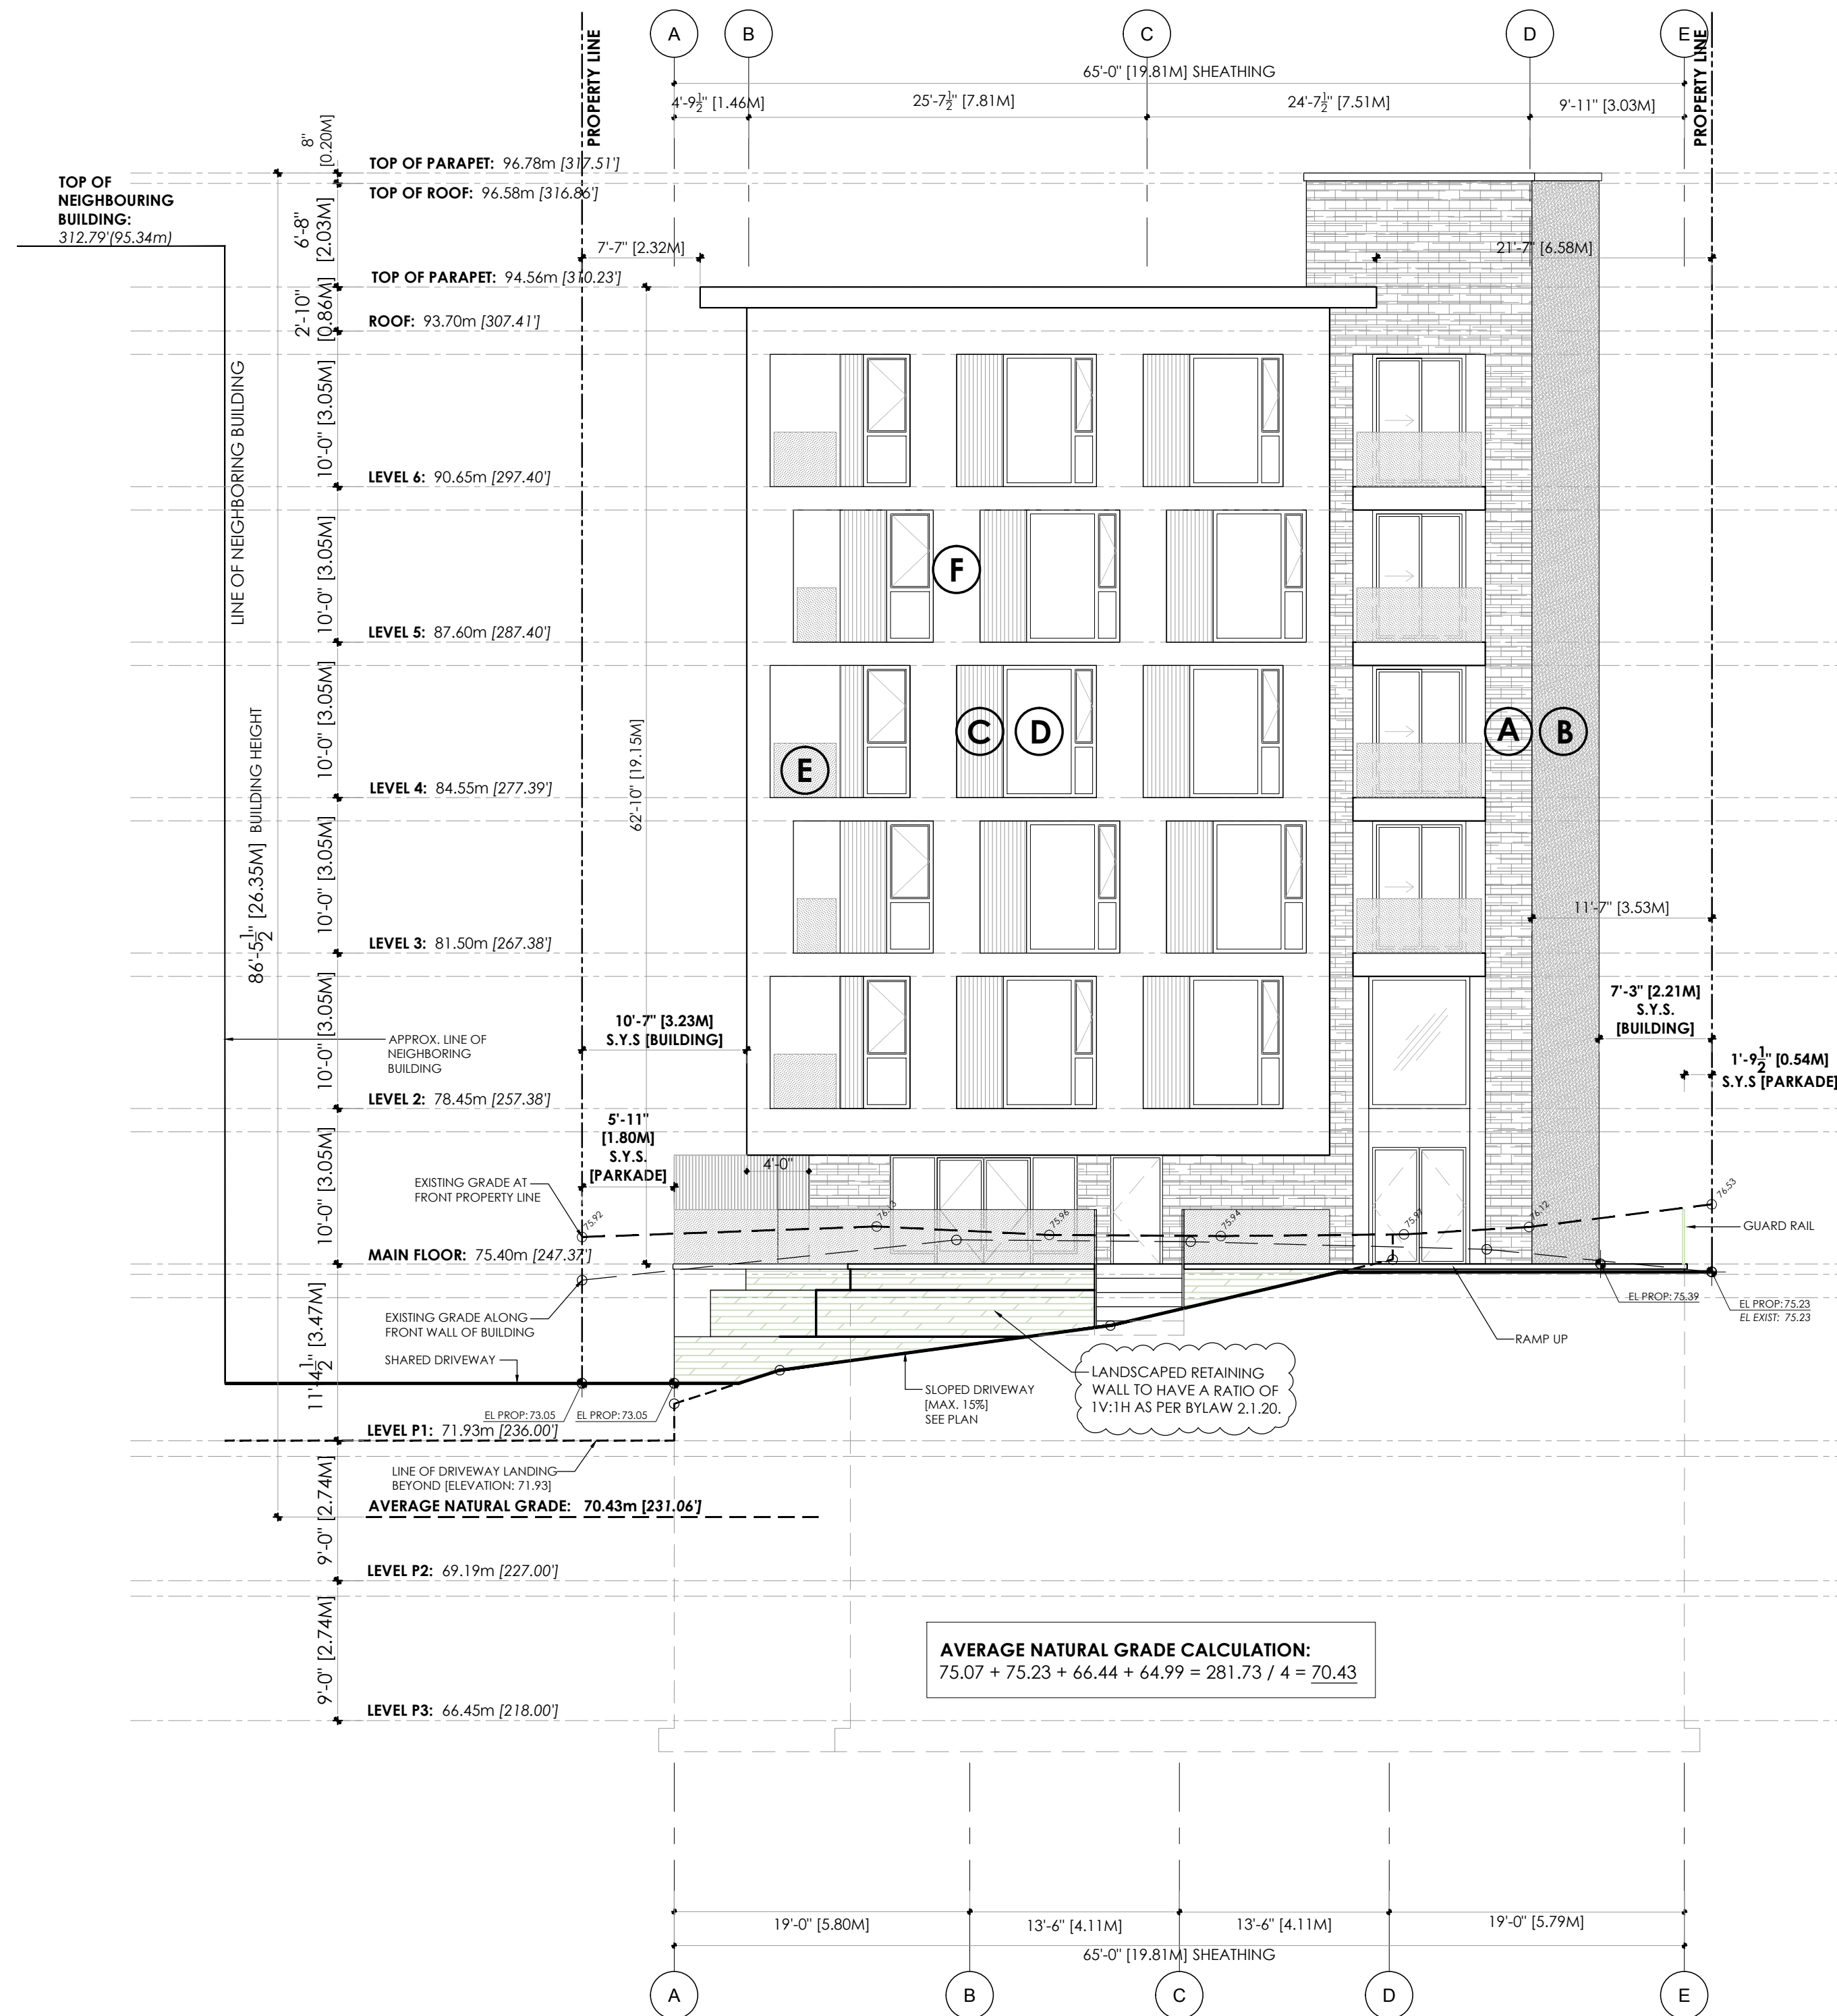 A
B
C
D
E
PROPERTY LINE
PROPERTY LINE
65'-0" [19.81M] SHEATHING
4'-9½" [1.46M]
25'-7½" [7.81M]
24'-7½" [7.51M]
9'-11" [3.03M]
8"
[0.20M]
TOP OF PARAPET: 96.78m [317.51']
TOP OF ROOF: 96.58m [316.86']
TOP OF
NEIGHBOURING
BUILDING:
312.79'(95.34m)
6'-8"
[2.03M]
7'-7" [2.32M]
21'-7" [6.58M]
TOP OF PARAPET: 94.56m [310.23']
2'-10"
[0.86M]
ROOF: 93.70m [307.41']
LINE OF NEIGHBORING BUILDING
10'-0" [3.05M]
LEVEL 6: 90.65m [297.40']
10'-0" [3.05M]
F
LEVEL 5: 87.60m [287.40']
10'-0" [3.05M]
86'-5½" [26.35M] BUILDING HEIGHT
62'-10" [19.15M]
C
D
A
B
E
LEVEL 4: 84.55m [277.39']
10'-0" [3.05M]
11'-7" [3.53M]
LEVEL 3: 81.50m [267.38']
10'-0" [3.05M]
10'-7" [3.23M]
S.Y.S [BUILDING]
7'-3" [2.21M]
S.Y.S.
[BUILDING]
APPROX. LINE OF
NEIGHBORING
BUILDING
1'-9½" [0.54M]
S.Y.S [PARKADE]
LEVEL 2: 78.45m [257.38']
5'-11"
[1.80M]
S.Y.S.
[PARKADE]
4'-0"
10'-0" [3.05M]
EXISTING GRADE AT
FRONT PROPERTY LINE
75.92
76.13
75.96
75.94
75.97
76.12
76.53
GUARD RAIL
MAIN FLOOR: 75.40m [247.37']
EL PROP: 75.39
EL PROP: 75.23
EL EXIST: 75.23
EXISTING GRADE ALONG
FRONT WALL OF BUILDING
RAMP UP
SHARED DRIVEWAY
11'-4½" [3.47M]
LANDSCAPED RETAINING
WALL TO HAVE A RATIO OF
1V:1H AS PER BYLAW 2.1.20.
SLOPED DRIVEWAY
[MAX. 15%]
SEE PLAN
EL PROP: 73.05
EL PROP: 73.05
LEVEL P1: 71.93m [236.00']
LINE OF DRIVEWAY LANDING
BEYOND [ELEVATION: 71.93]
AVERAGE NATURAL GRADE: 70.43m [231.06']
9'-0" [2.74M]
LEVEL P2: 69.19m [227.00']
9'-0" [2.74M]
AVERAGE NATURAL GRADE CALCULATION:
75.07 + 75.23 + 66.44 + 64.99 = 281.73 / 4 = 70.43
LEVEL P3: 66.45m [218.00']
19'-0" [5.80M]
13'-6" [4.11M]
13'-6" [4.11M]
19'-0" [5.79M]
65'-0" [19.81M] SHEATHING
A
B
C
D
E